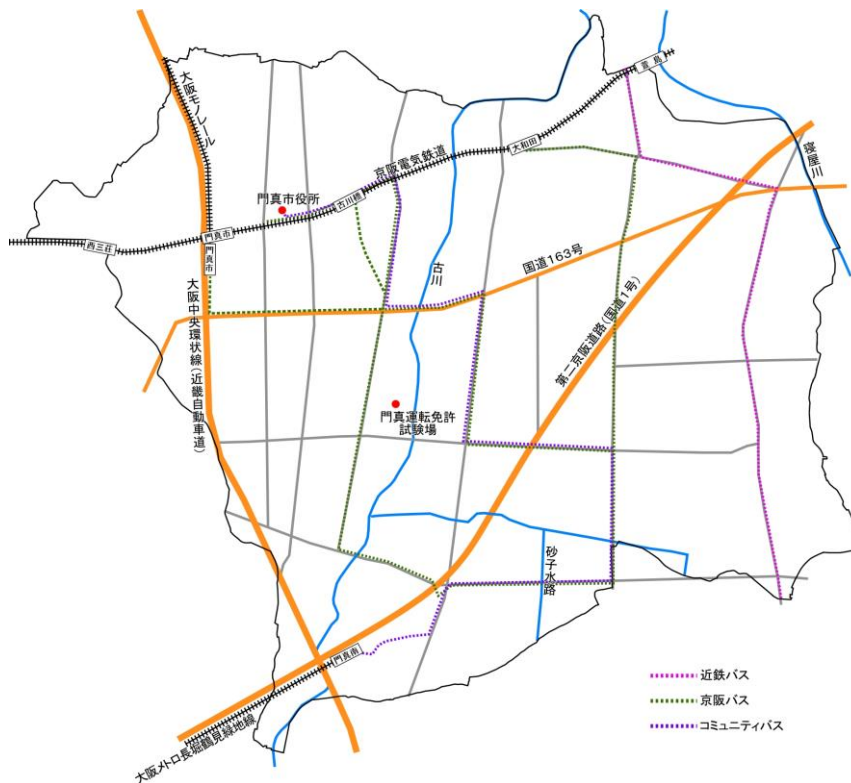 大阪モノレール
萱島
京阪電気鉄道
大和田
寝屋川
門真市役所
古川橋
門真市
西三荘
門真市
古川
国道163号
大阪中央環状線(近畿自動車道)
第二京阪道路(国道1号)
門真運転免許
試験場
砂子水路
門真南
大阪メトロ長堀鶴見緑地線
近鉄バス
京阪バス
コミュニティバス